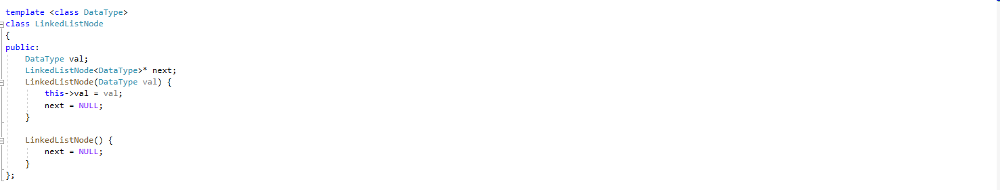 template <class DataType>
class LinkedListNode
{
public:
    DataType val;
    LinkedListNode<DataType>* next;
    LinkedListNode(DataType val) {
        this->val = val;
        next = NULL;
    }

    LinkedListNode() {
        next = NULL;
    }
};